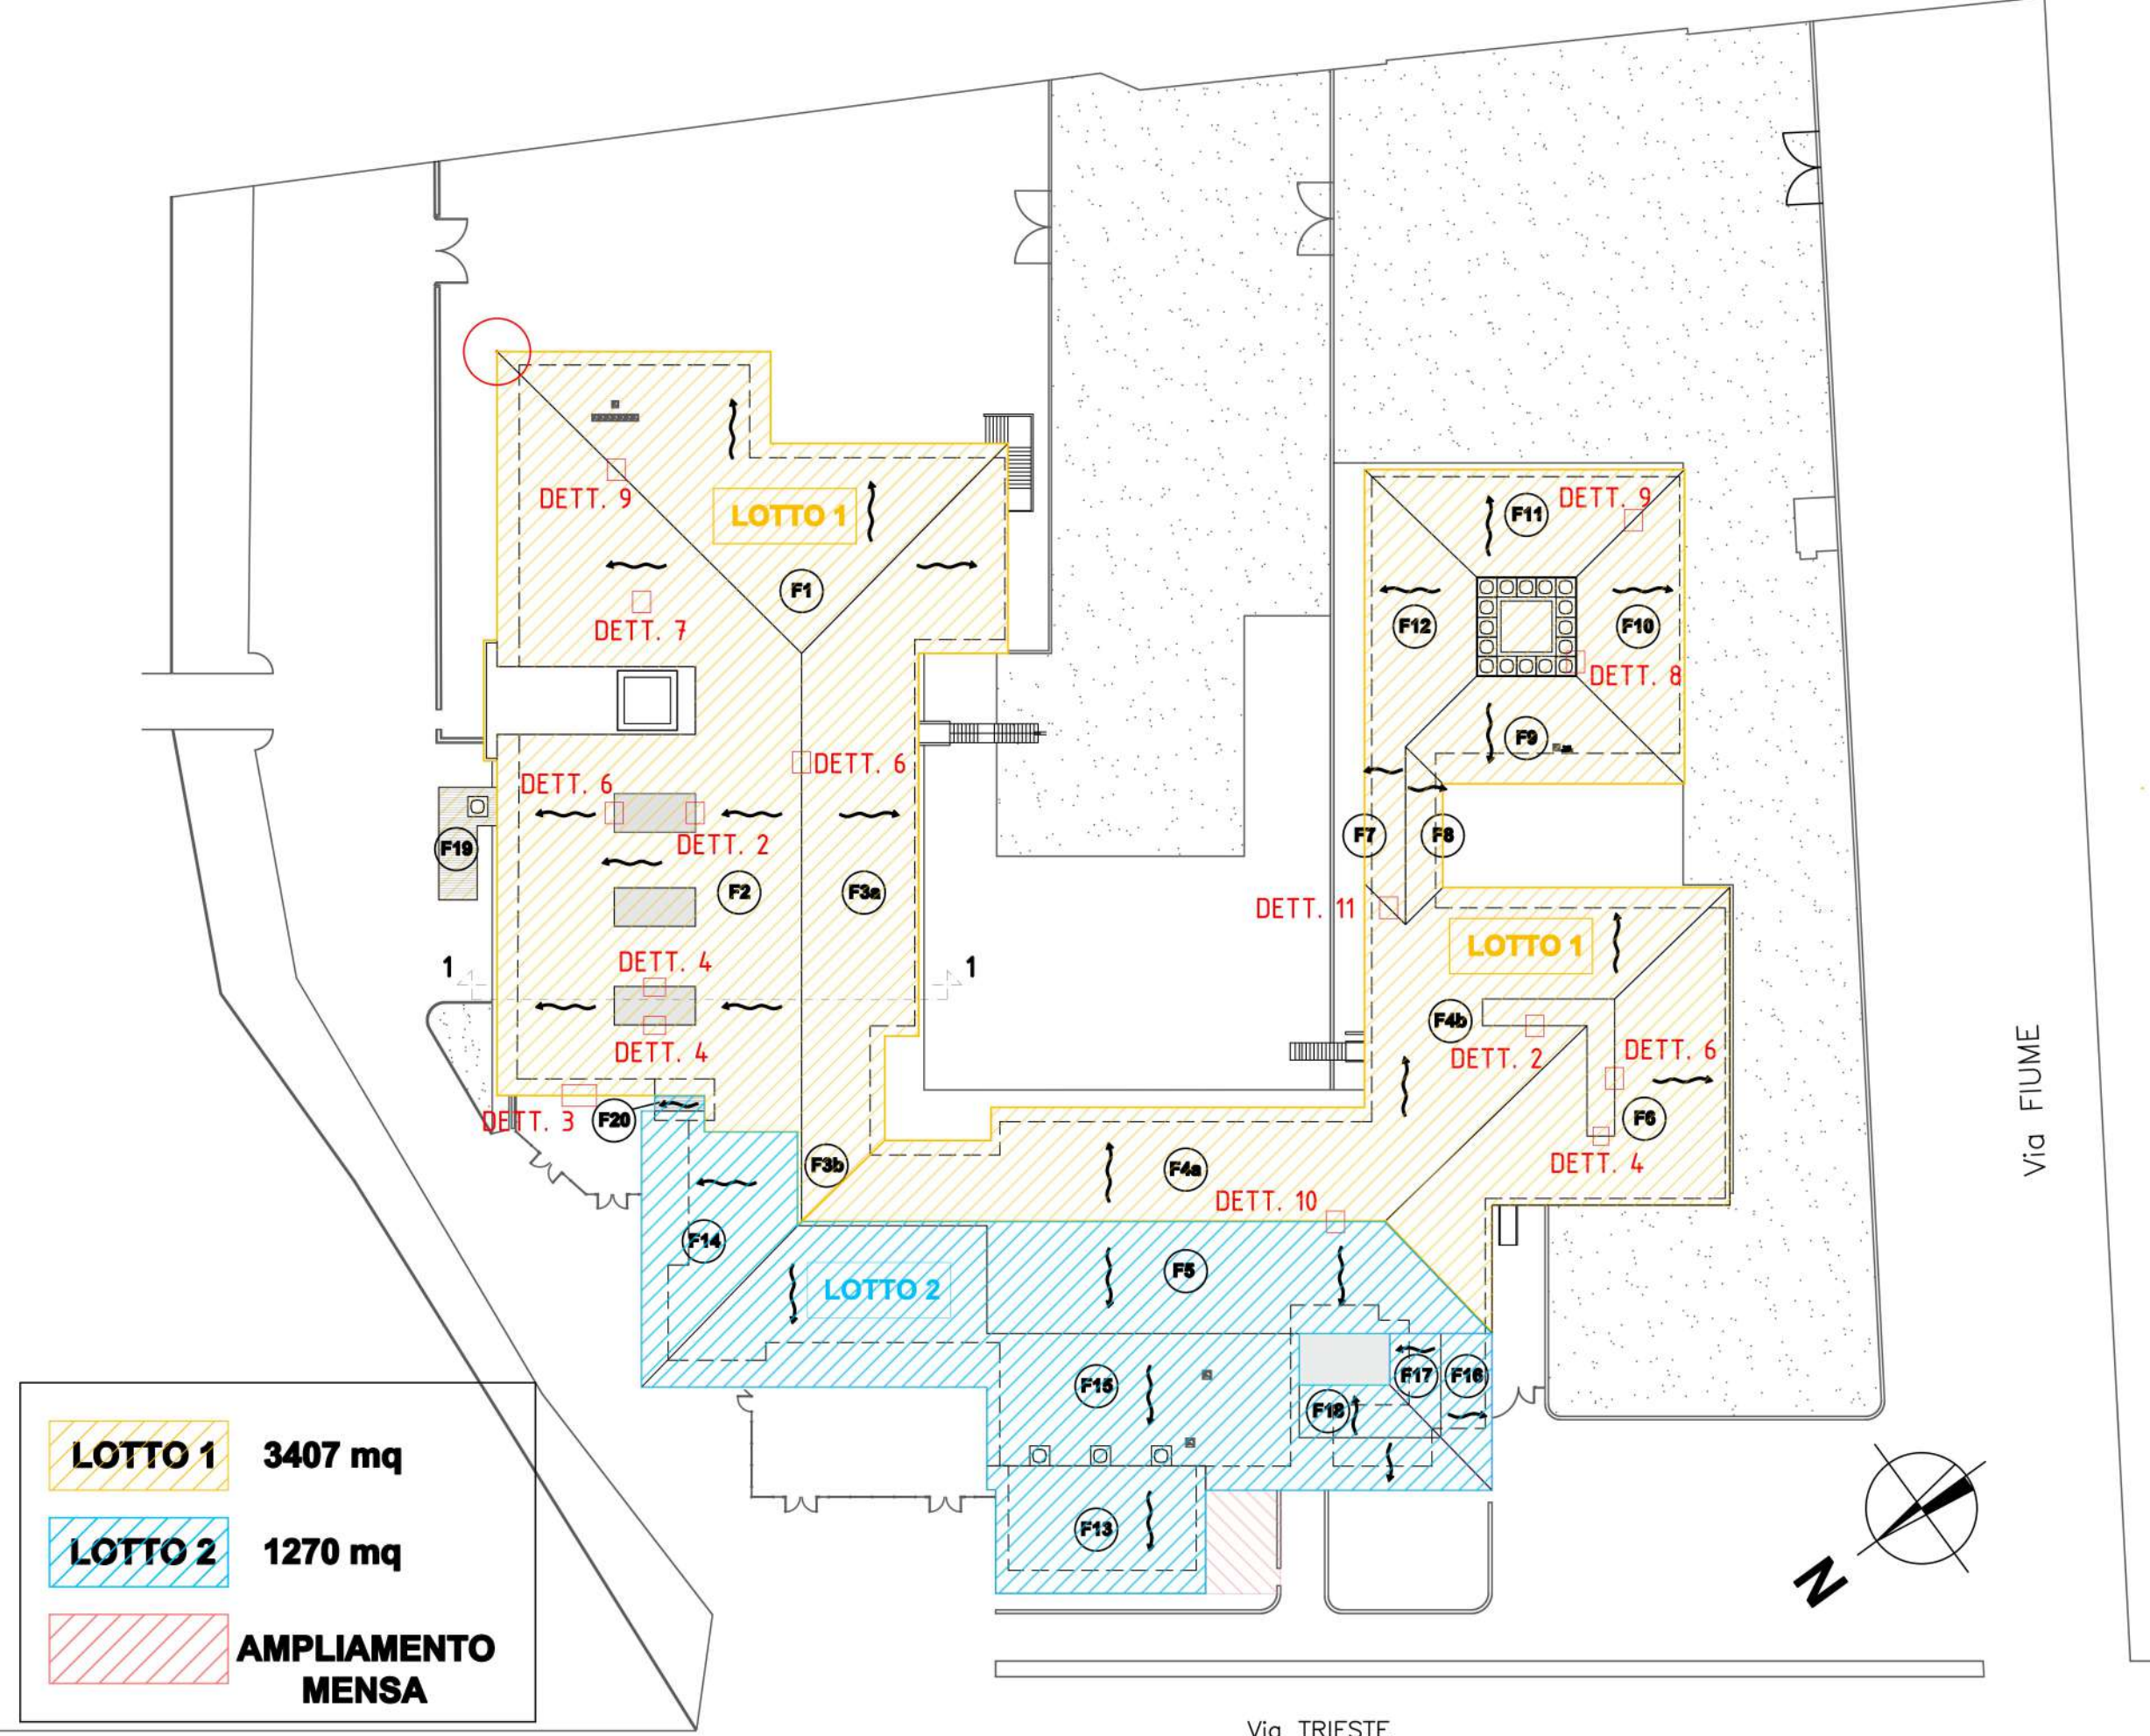 DETT. 9
LOTTO 1
F11
DETT. 9
F1
F12
F10
DETT. 7
DETT. 8
F9
DETT. 6
DETT. 6
DETT. 2
F19
F7
F8
F2
F3a
DETT. 11
LOTTO 1
DETT. 4
1
1
F4b
DETT. 2
DETT. 6
DETT. 4
DETT. 3
F20
F6
F3b
F4a
DETT. 4
DETT. 10
Via FIUME
F14
LOTTO 2
F5
F15
F17
F16
F18
F13
N
LOTTO 1 3407 mq
LOTTO 2 1270 mq
AMPLIAMENTO
MENSA
Via TRIESTE